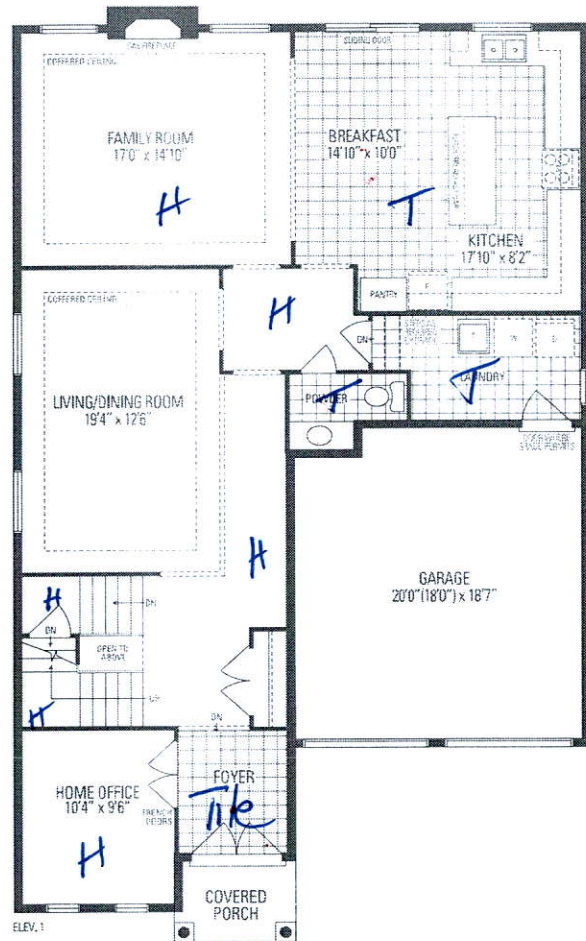 GAS FIREPLACE
COFFERED CEILING
SLIDING DOOR
FAMILY ROOM
17'0" x 14'10"
H
BREAKFAST
14'10" x 10'0"
T
KITCHEN
17'10" x 8'2"
PANTRY
F
COFFERED CEILING
H
DN
W
D
LAUNDRY
T
POWDER
T
LIVING/DINING ROOM
19'4" x 12'6"
GARAGE
20'0"(18'0") x 18'7"
H
H
DN
DN
OPEN TO
ABOVE
UP
H
DN
HOME OFFICE
10'4" x 9'6"
H
FRENCH
DOORS
FOYER
Tile
COVERED
PORCH
ELEV. 1